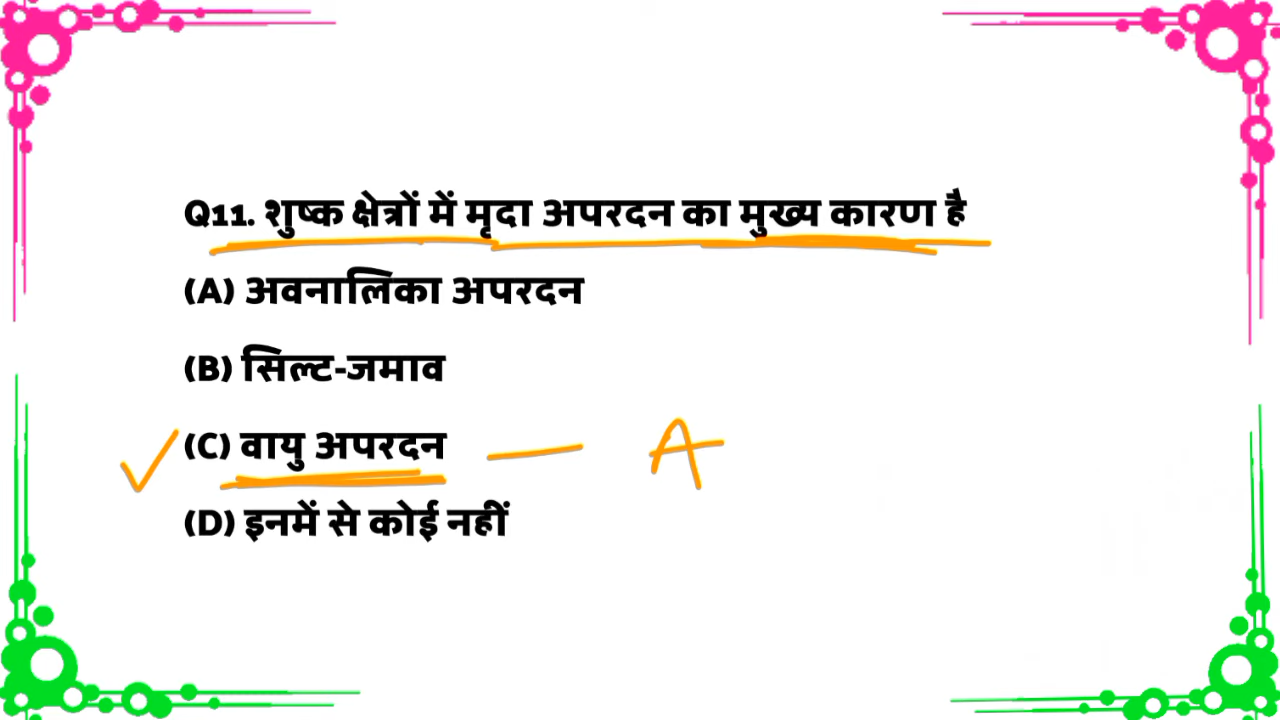 Q11. शुष्क क्षेत्रों में मृदा अपरदन का मुख्य कारण है
(A) अवनालिका अपरदन
(B) सिल्ट-जमाव
(C) वायु अपरदन — A
(D) इनमें से कोई नहीं